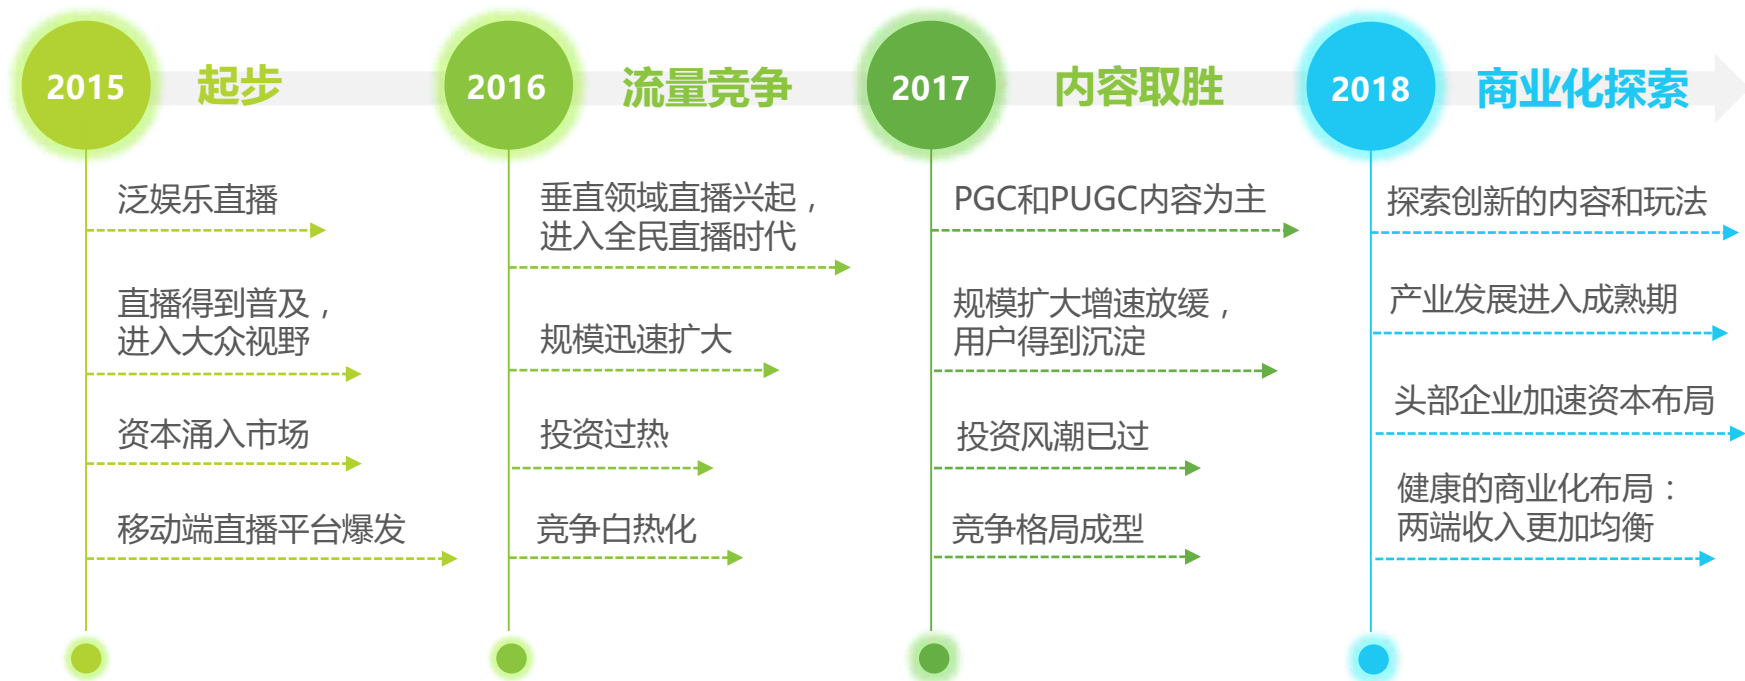 2015 起步
泛娱乐直播
直播得到普及，
进入大众视野
资本涌入市场
移动端直播平台爆发
2016 流量竞争
垂直领域直播兴起，
进入全民直播时代
规模迅速扩大
投资过热
竞争白热化
2017 内容取胜
PGC和PUGC内容为主
规模扩大增速放缓，
用户得到沉淀
投资风潮已过
竞争格局成型
2018 商业化探索
探索创新的内容和玩法
产业发展进入成熟期
头部企业加速资本布局
健康的商业化布局：
两端收入更加均衡